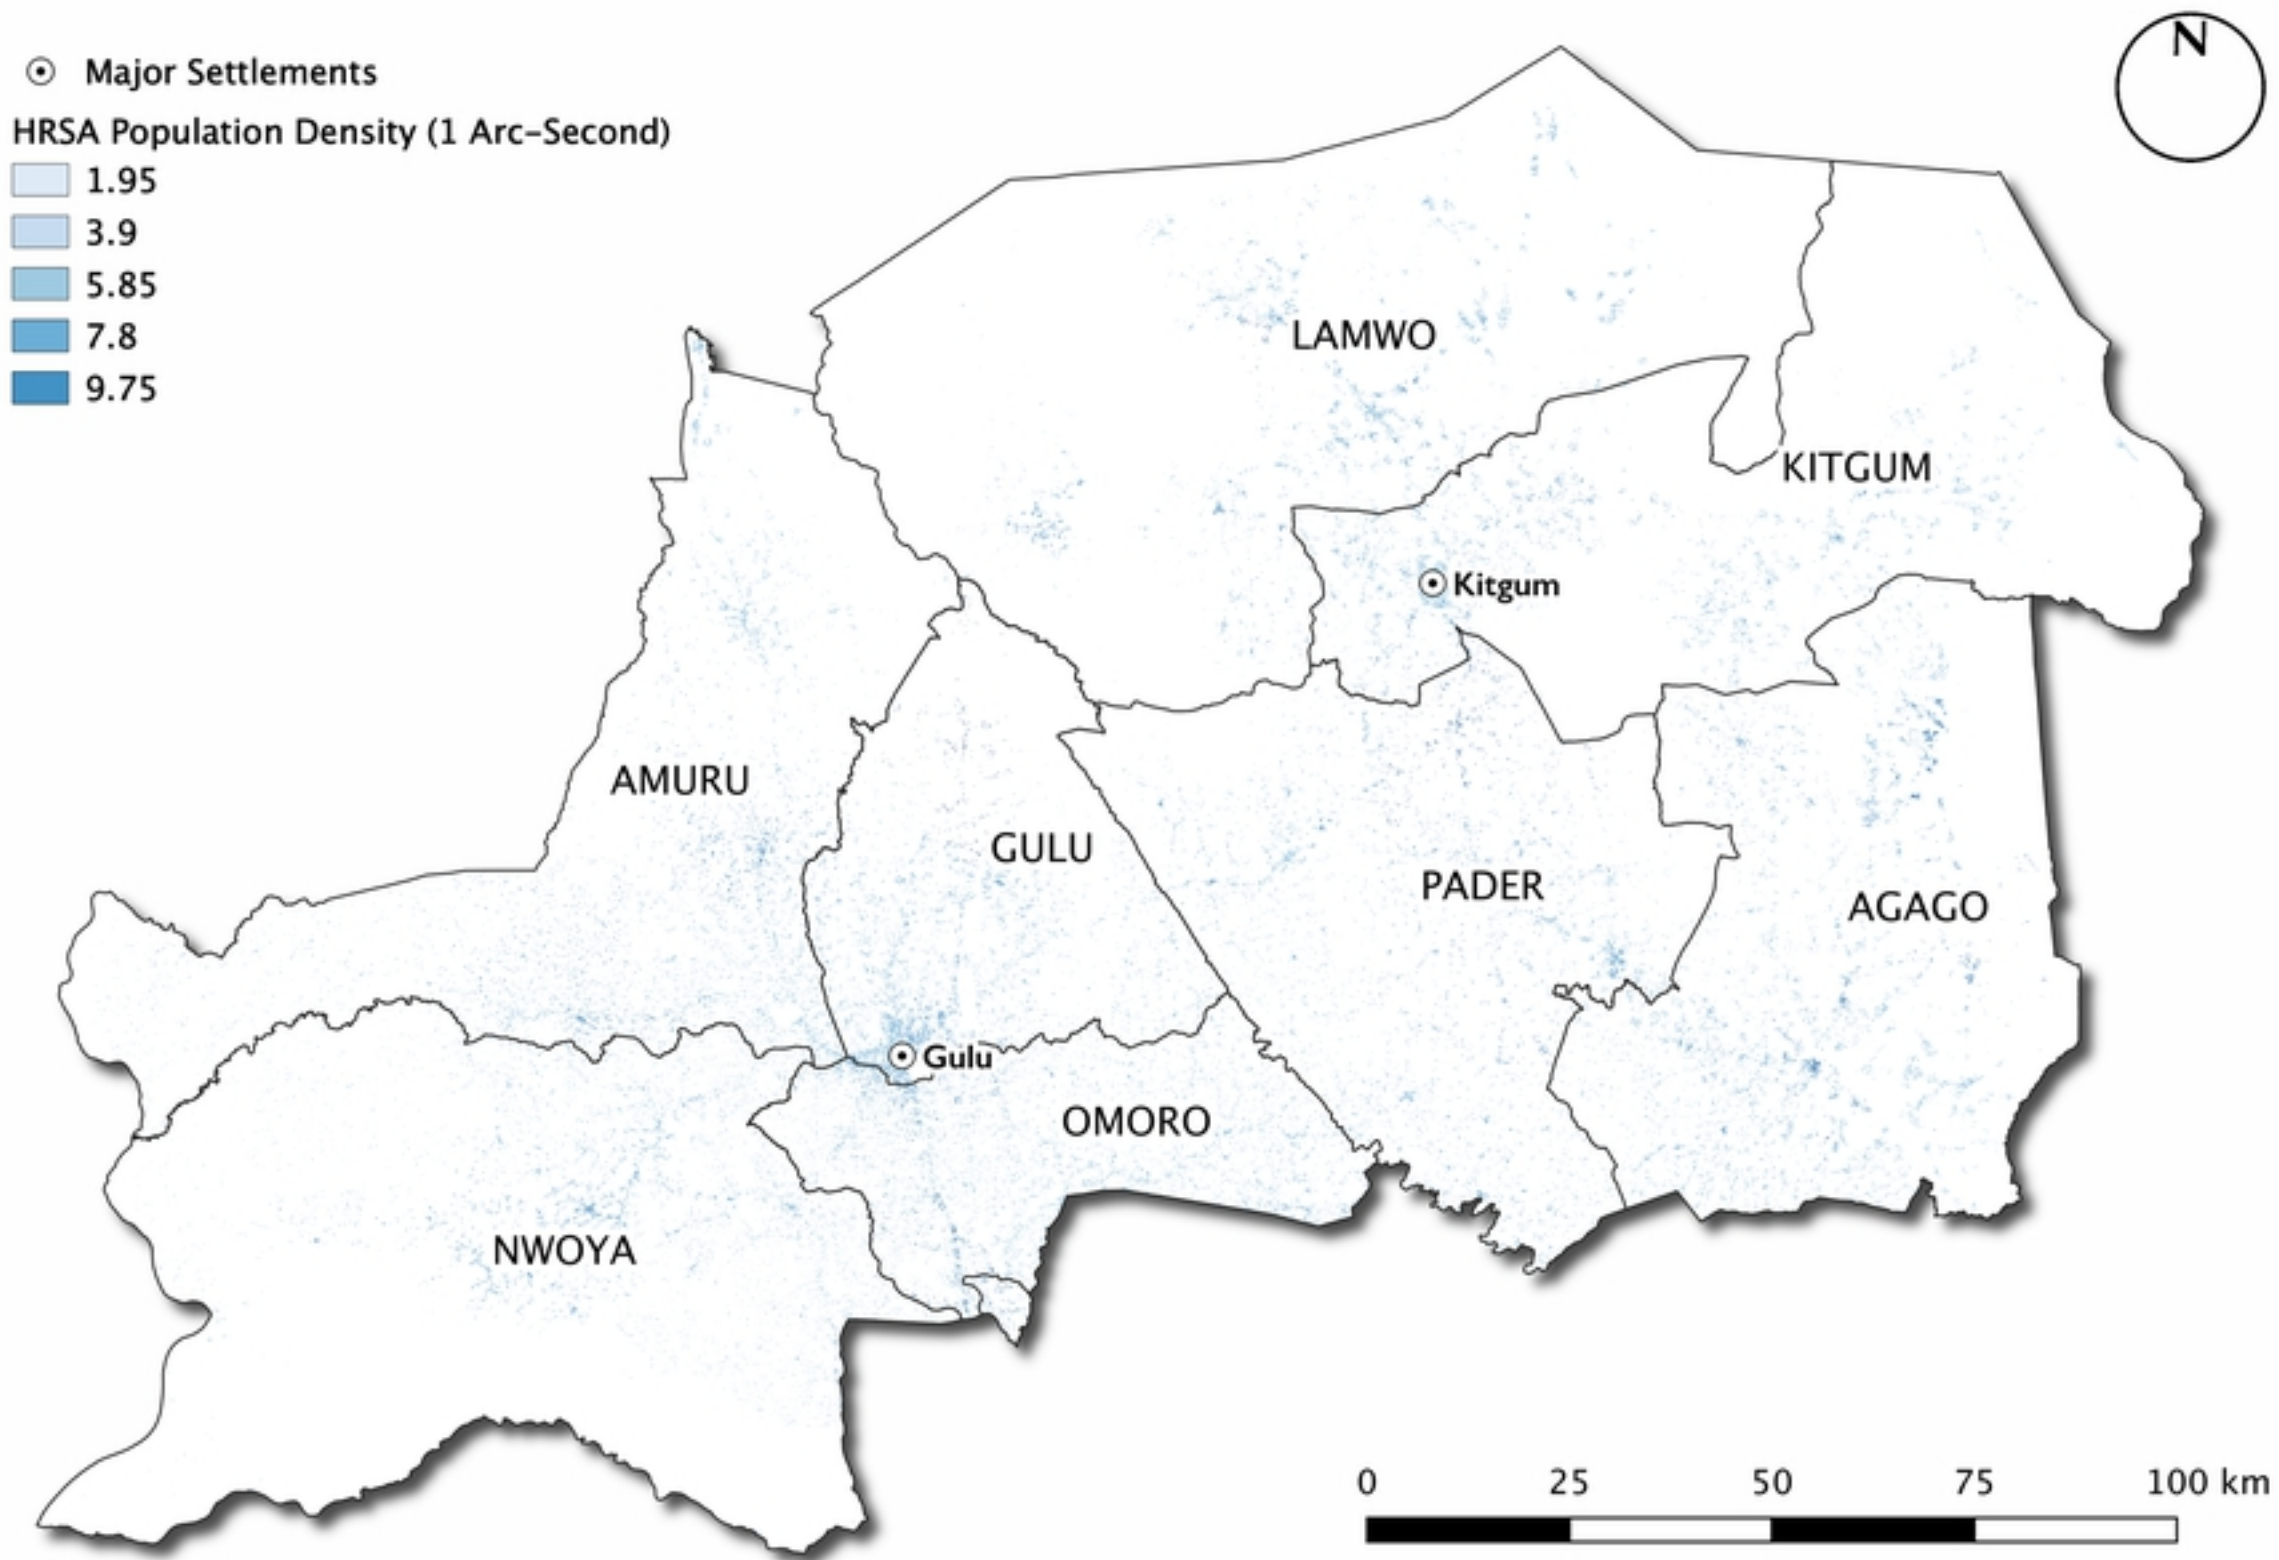 N
Major Settlements
HRSA Population Density (1 Arc-Second)
1.95
3.9
5.85
7.8
9.75
LAMWO
KITGUM
Kitgum
AMURU
GULU
PADER
AGAGO
Gulu
OMORO
NWOYA
0 25 50 75 100 km